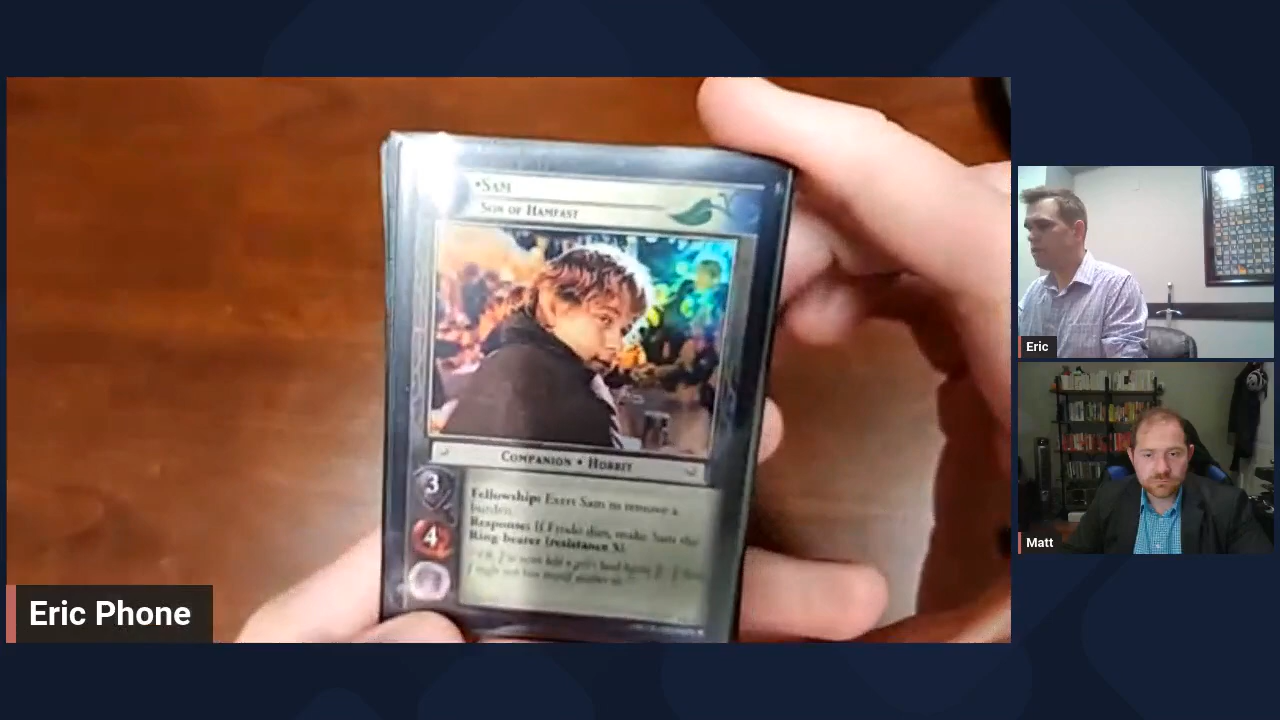 •Sam
Son of Hamfast
Companion • Hobbit
3
4
Fellowship: Exert Sam to remove a
burden.
Response: If Frodo dies, make Sam the
Ring-bearer (resistance 5).
Eric Phone
Eric
Matt